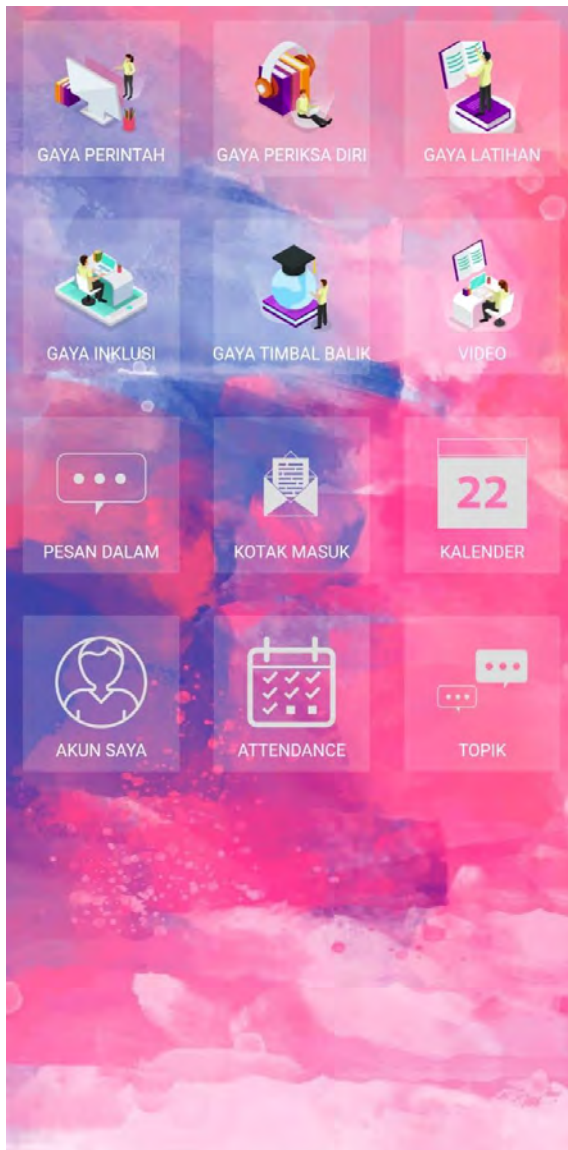 GAYA PERINTAH
GAYA PERIKSA DIRI
GAYA LATIHAN
GAYA INKLUSI
GAYA TIMBAL BALIK
VIDEO
PESAN DALAM
KOTAK MASUK
22
KALENDER
AKUN SAYA
ATTENDANCE
TOPIK